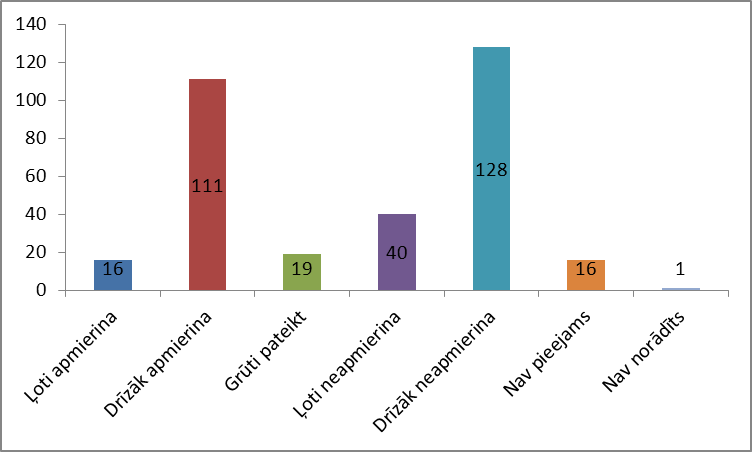 140
120
100
80
60
40
20
0
16
111
19
40
128
16
1
Ļoti apmierina
Drīzāk apmierina
Grūti pateikt
Ļoti neapmierina
Drīzāk neapmierina
Nav pieejams
Nav norādīts